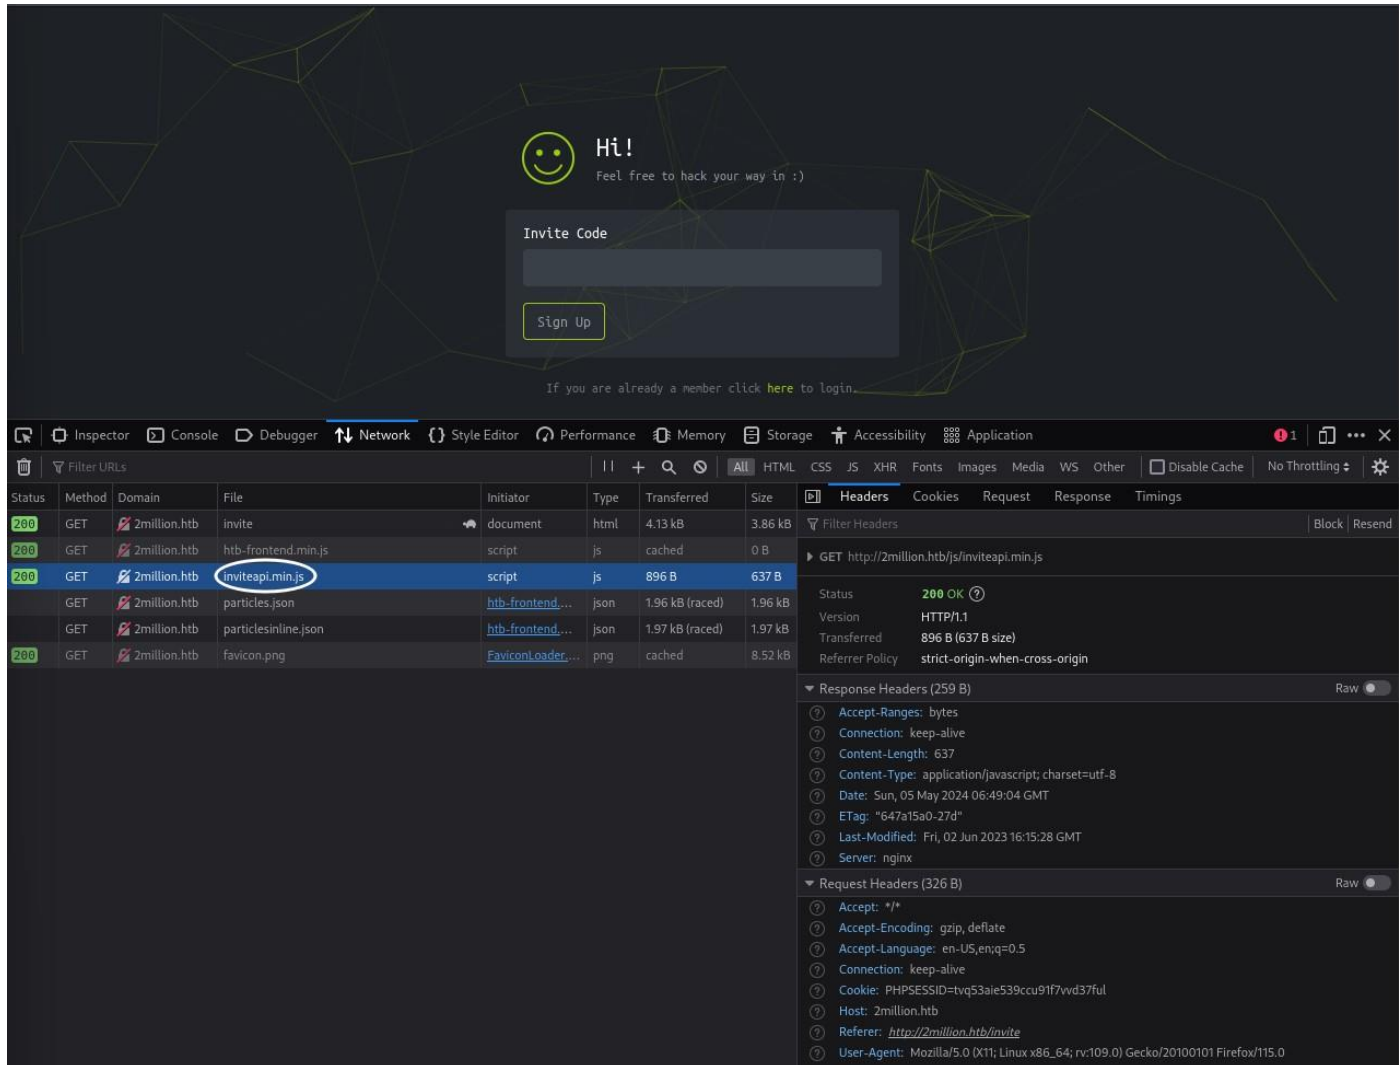 Hi!
Feel free to hack your way in :)
Invite Code
Sign Up
If you are already a member click here to login.
Inspector Console Debugger Network {} Style Editor Performance Memory Storage Accessibility Application 1
Filter URLs All HTML CSS JS XHR Fonts Images Media WS Other Disable Cache No Throttling
Status Method Domain File Initiator Type Transferred Size
200 GET 2million.htb invite document html 4.13 kB 3.86 kB
200 GET 2million.htb htb-frontend.min.js script js cached 0 B
200 GET 2million.htb inviteapi.min.js script js 896 B 637 B
GET 2million.htb particles.json htb-frontend.... json 1.96 kB (raced) 1.96 kB
GET 2million.htb particlesinline.json htb-frontend.... json 1.97 kB (raced) 1.97 kB
200 GET 2million.htb favicon.png FaviconLoader.... png cached 8.52 kB
Headers Cookies Request Response Timings
Filter Headers Block Resend
GET http://2million.htb/js/inviteapi.min.js
Status 200 OK
Version HTTP/1.1
Transferred 896 B (637 B size)
Referrer Policy strict-origin-when-cross-origin
Response Headers (259 B) Raw
Accept-Ranges: bytes
Connection: keep-alive
Content-Length: 637
Content-Type: application/javascript; charset=utf-8
Date: Sun, 05 May 2024 06:49:04 GMT
ETag: "647a15a0-27d"
Last-Modified: Fri, 02 Jun 2023 16:15:28 GMT
Server: nginx
Request Headers (326 B) Raw
Accept: */*
Accept-Encoding: gzip, deflate
Accept-Language: en-US,en;q=0.5
Connection: keep-alive
Cookie: PHPSESSID=tvq53aie539ccu91f7vvd37ful
Host: 2million.htb
Referer: http://2million.htb/invite
User-Agent: Mozilla/5.0 (X11; Linux x86_64; rv:109.0) Gecko/20100101 Firefox/115.0